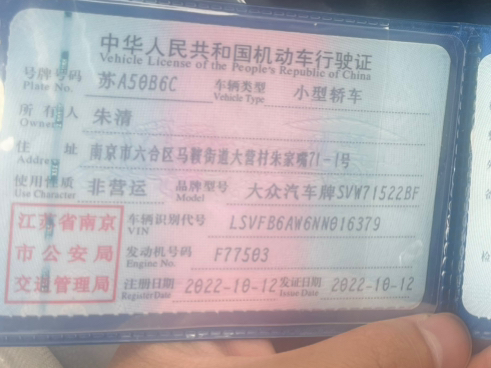 中华人民共和国机动车行驶证
Vehicle License of the People's Republic of China
号牌号码 苏A50B6C 车辆类型 小型轿车
Plate No. Vehicle Type
所有人 朱清
Owner
住址 南京市六合区马鞍街道大营村朱家嘴71-1号
Address
使用性质 非营运 品牌型号 大众汽车牌SVW71522BF
Use Character Model
江苏省南京 车辆识别代号 LSVFB6AW6NN016379
VIN
市公安局 发动机号码 F77503
Engine No.
交通管理局 注册日期 2022-10-12 发证日期 2022-10-12
Register Date Issue Date